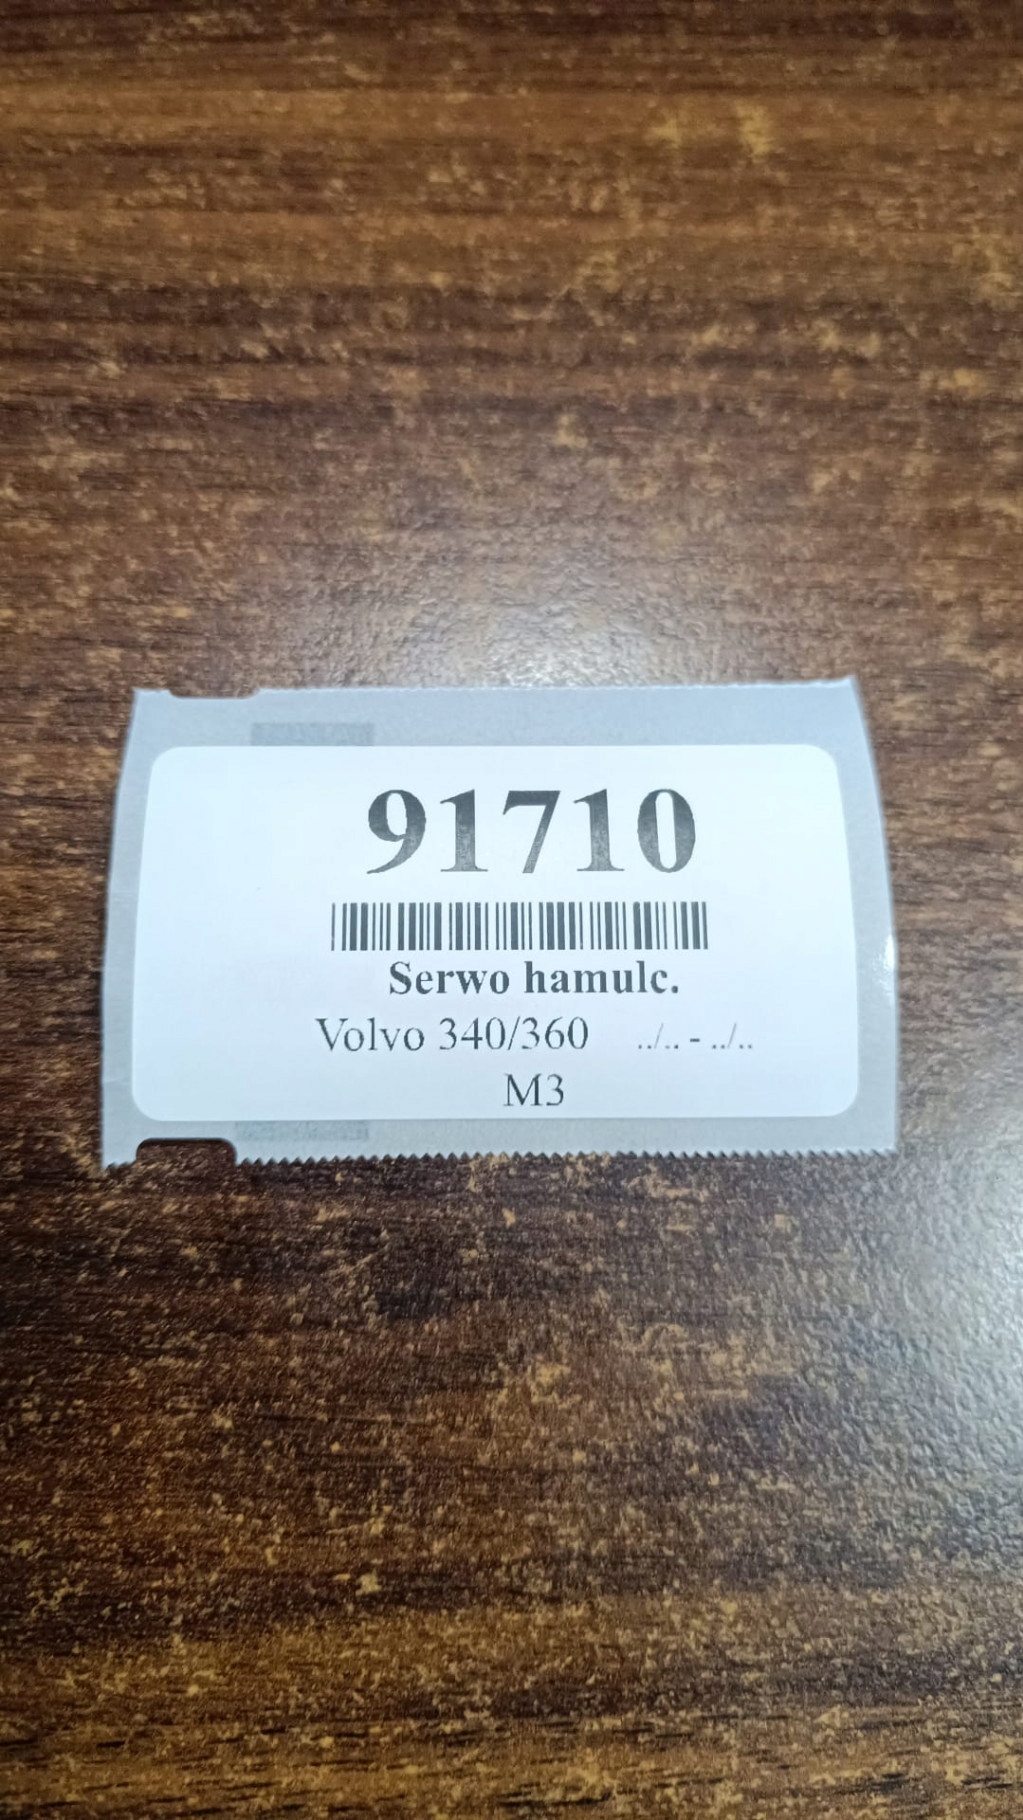 91710
Serwo hamulc.
Volvo 340/360 ../.. - ../..
M3